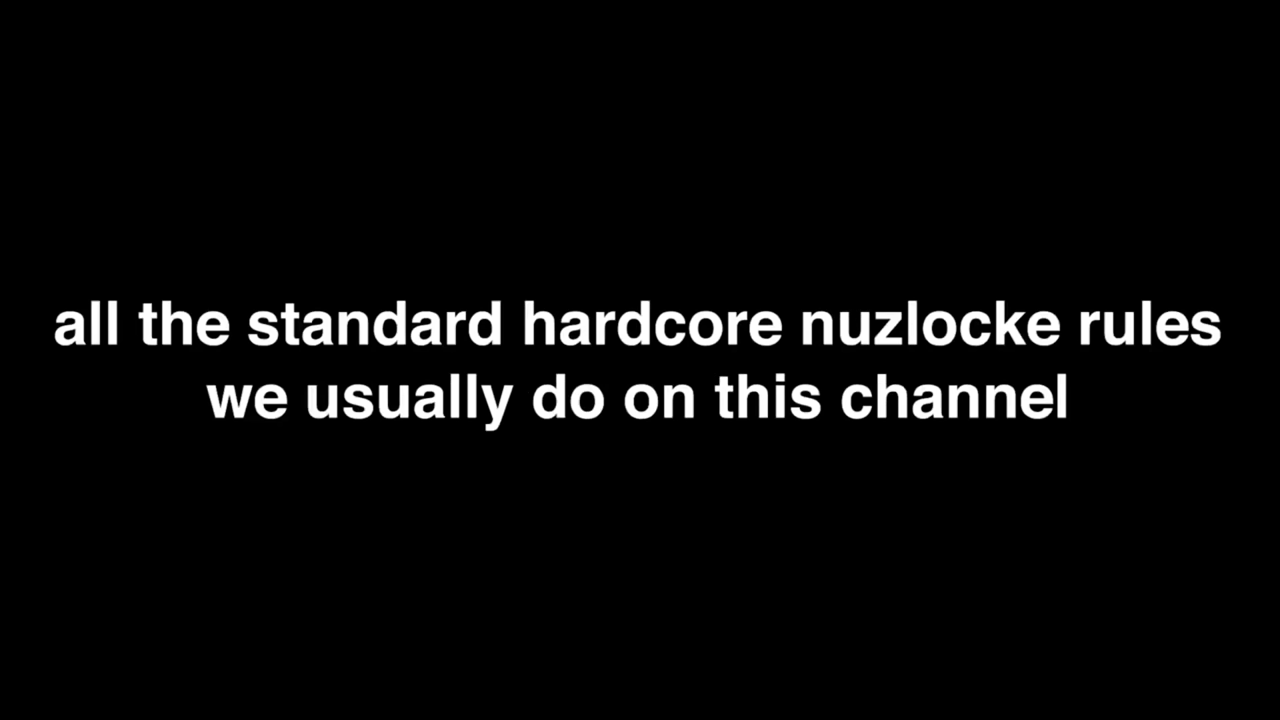 all the standard hardcore nuzlocke rules
we usually do on this channel